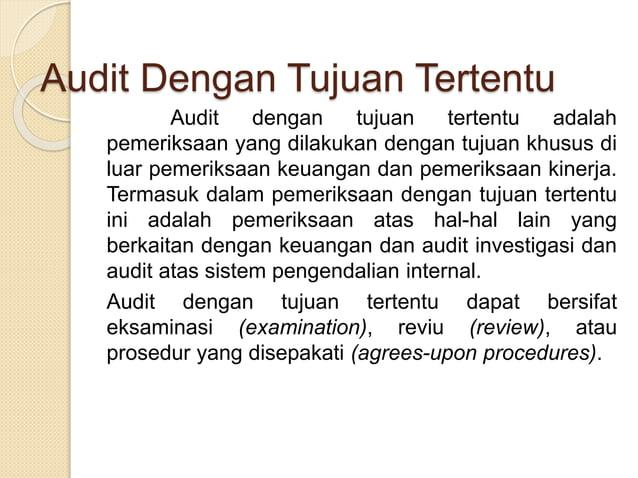 Audit Dengan Tujuan Tertentu
Audit dengan tujuan tertentu adalah
pemeriksaan yang dilakukan dengan tujuan khusus di
luar pemeriksaan keuangan dan pemeriksaan kinerja.
Termasuk dalam pemeriksaan dengan tujuan tertentu
ini adalah pemeriksaan atas hal-hal lain yang
berkaitan dengan keuangan dan audit investigasi dan
audit atas sistem pengendalian internal.
Audit dengan tujuan tertentu dapat bersifat
eksaminasi (examination), reviu (review), atau
prosedur yang disepakati (agrees-upon procedures).